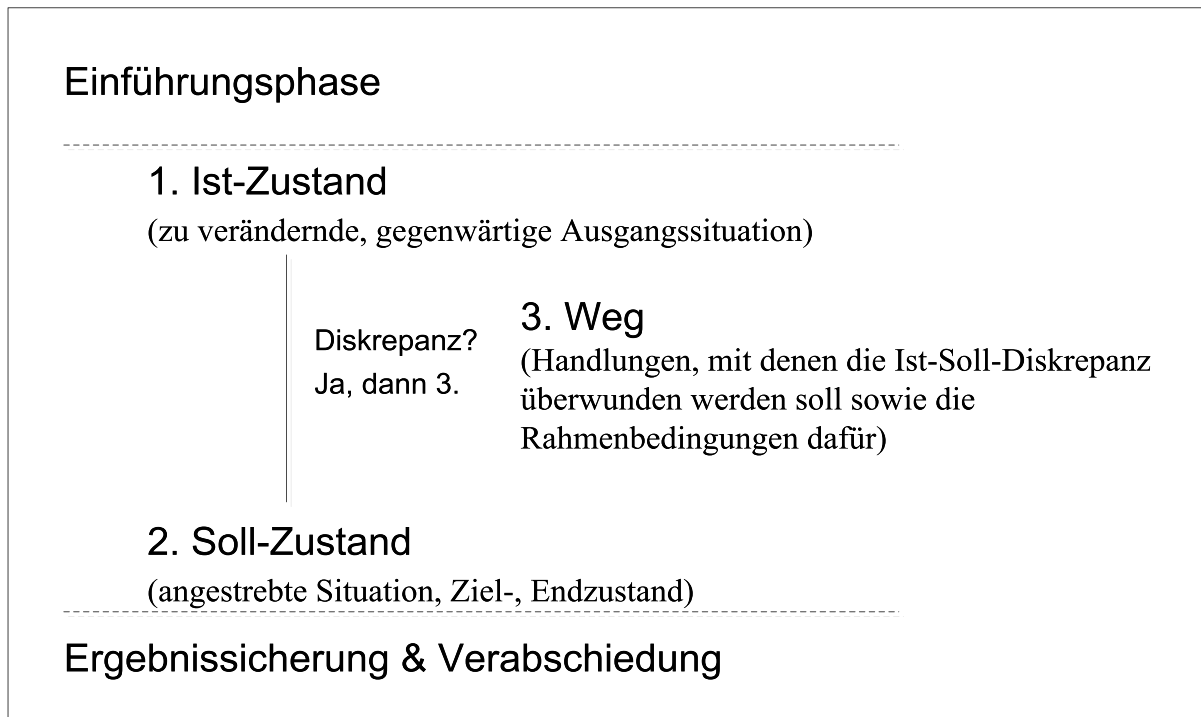 Einführungsphase
1. Ist-Zustand
(zu verändernde, gegenwärtige Ausgangssituation)
Diskrepanz?
Ja, dann 3.
3. Weg
(Handlungen, mit denen die Ist-Soll-Diskrepanz
überwunden werden soll sowie die
Rahmenbedingungen dafür)
2. Soll-Zustand
(angestrebte Situation, Ziel-, Endzustand)
Ergebnissicherung & Verabschiedung